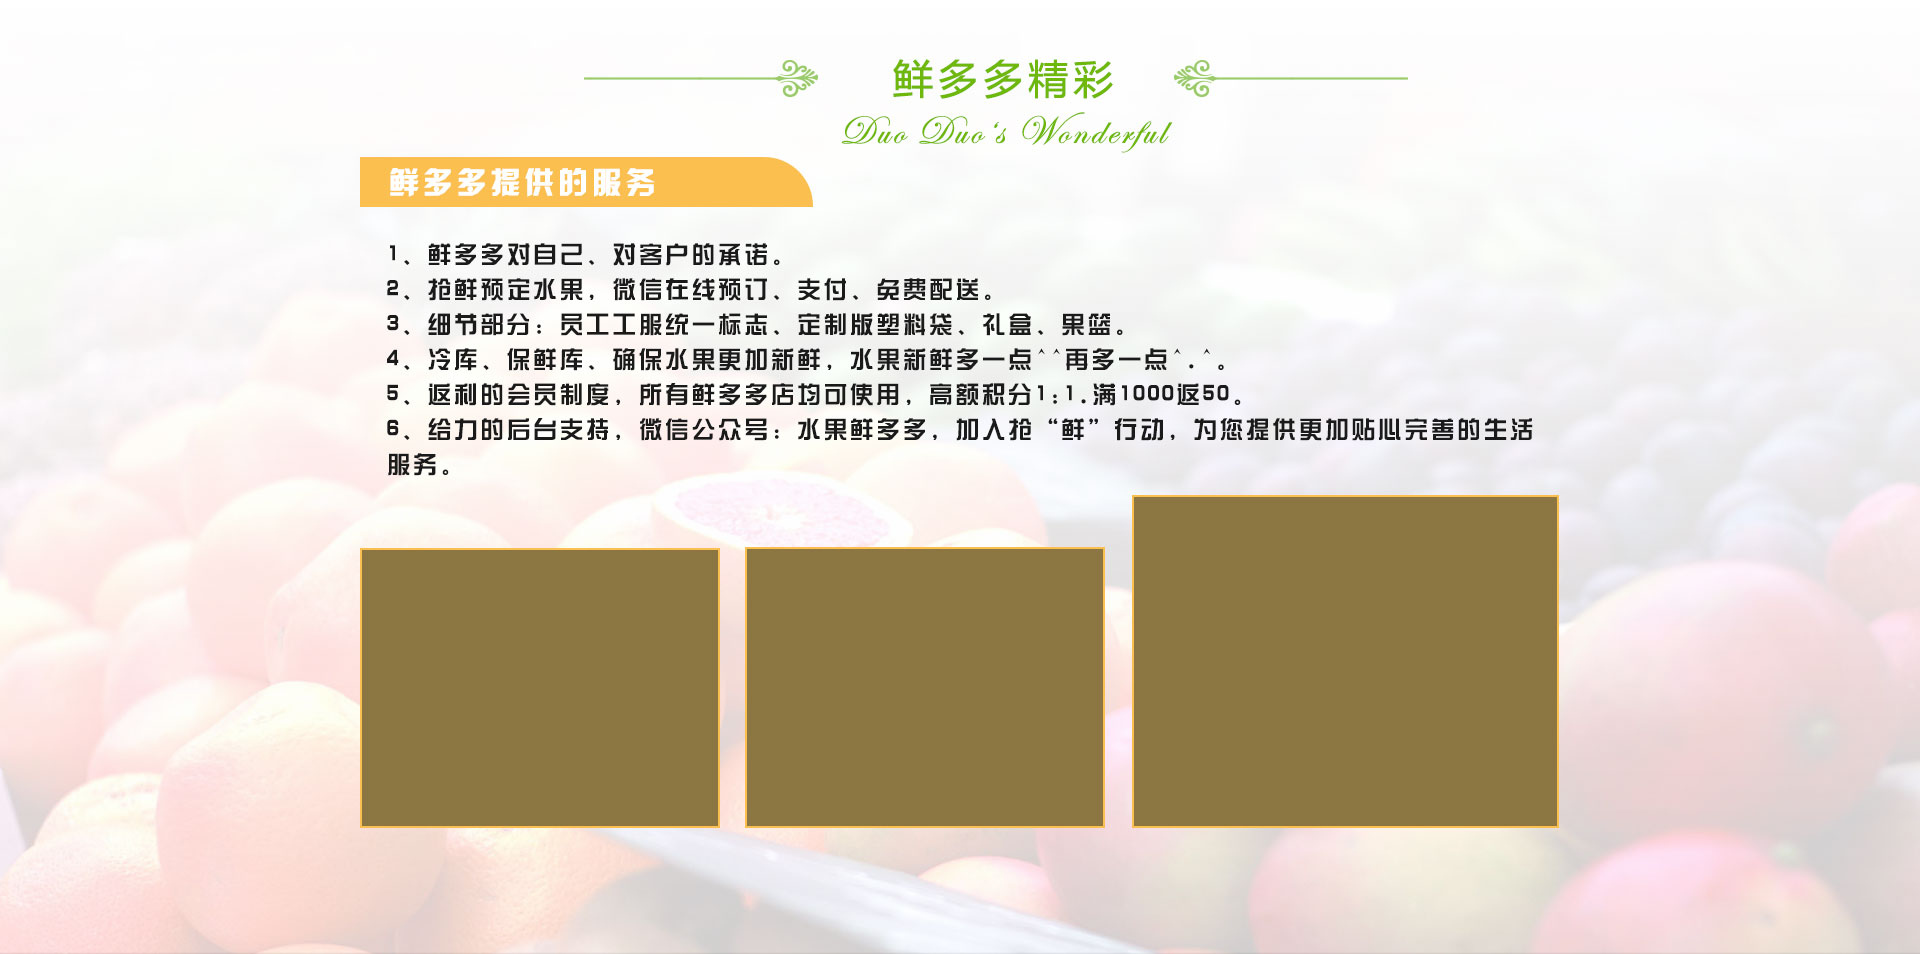 鲜多多精彩
Duo Duo's Wonderful
鲜多多提供的服务
1、鲜多多对自己、对客户的承诺。
2、抢鲜预定水果，微信在线预订、支付、免费配送。
3、细节部分：员工工服统一标志、定制版塑料袋、礼盒、果篮。
4、冷库、保鲜库、确保水果更加新鲜，水果新鲜多一点^^再多一点^.^。
5、返利的会员制度，所有鲜多多店均可使用，高额积分1:1.满1000返50。
6、给力的后台支持，微信公众号：水果鲜多多，加入抢“鲜”行动，为您提供更加贴心完善的生活
服务。